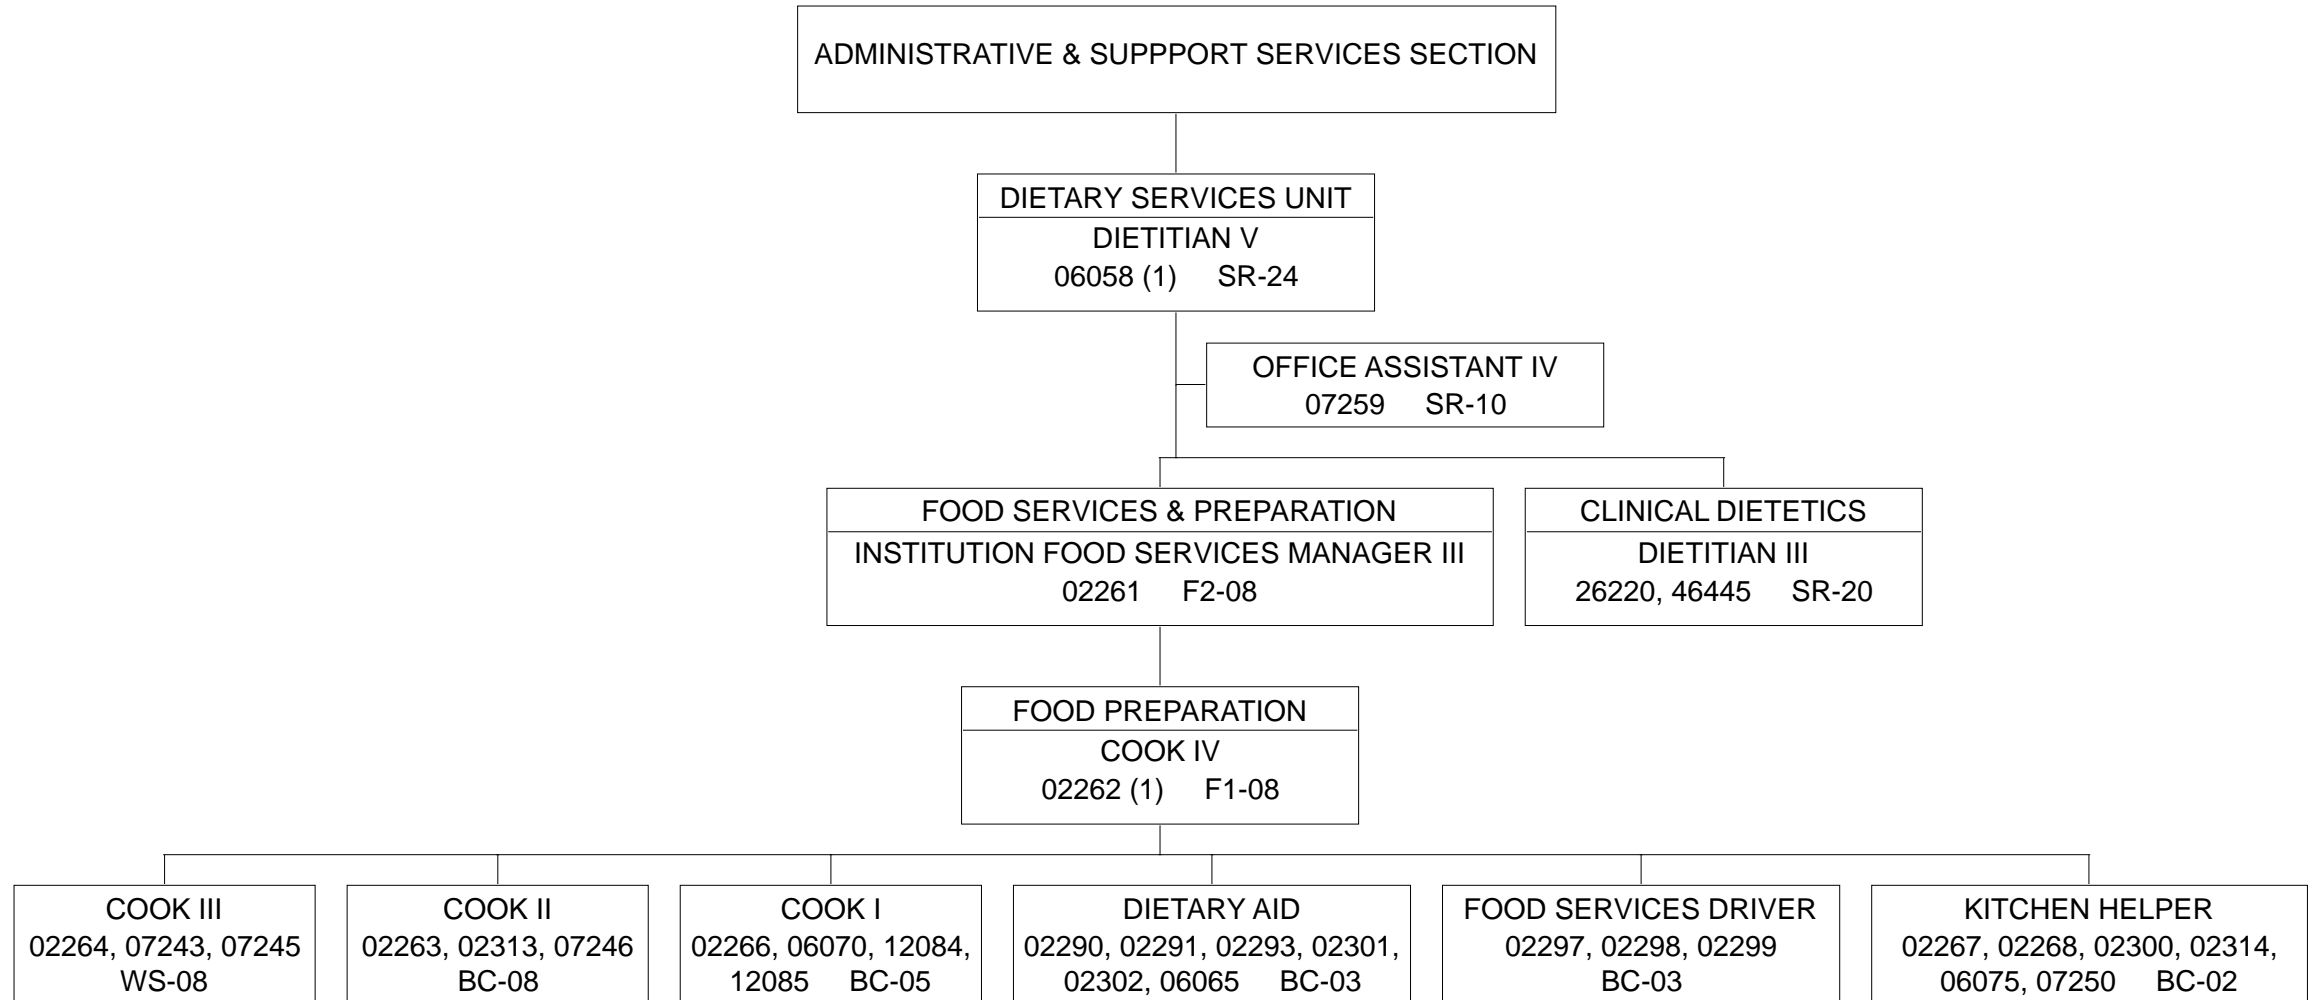 ADMINISTRATIVE & SUPPPORT SERVICES SECTION
DIETARY SERVICES UNIT
DIETITIAN V
06058 (1) SR-24
OFFICE ASSISTANT IV
07259 SR-10
FOOD SERVICES & PREPARATION
INSTITUTION FOOD SERVICES MANAGER III
02261 F2-08
CLINICAL DIETETICS
DIETITIAN III
26220, 46445 SR-20
FOOD PREPARATION
COOK IV
02262 (1) F1-08
COOK III
02264, 07243, 07245
WS-08
COOK II
02263, 02313, 07246
BC-08
COOK I
02266, 06070, 12084,
12085 BC-05
DIETARY AID
02290, 02291, 02293, 02301,
02302, 06065 BC-03
FOOD SERVICES DRIVER
02297, 02298, 02299
BC-03
KITCHEN HELPER
02267, 02268, 02300, 02314,
06075, 07250 BC-02